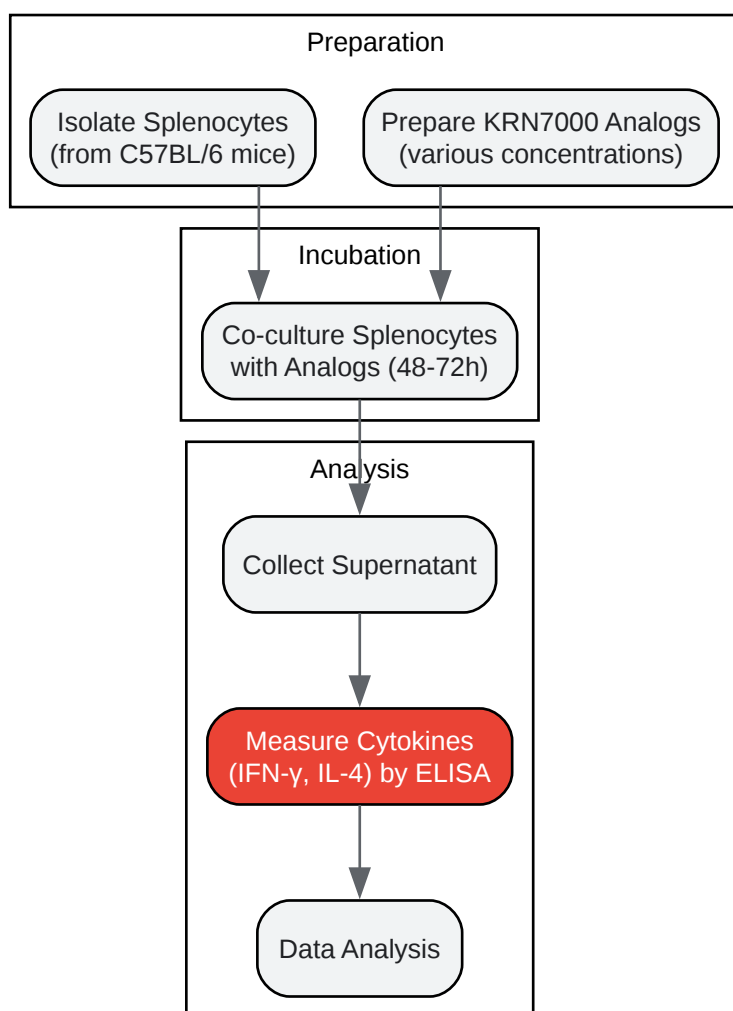 Preparation
Isolate Splenocytes
(from C57BL/6 mice)
Prepare KRN7000 Analogs
(various concentrations)
Incubation
Co-culture Splenocytes
with Analogs (48-72h)
Analysis
Collect Supernatant
Measure Cytokines
(IFN-γ, IL-4) by ELISA
Data Analysis